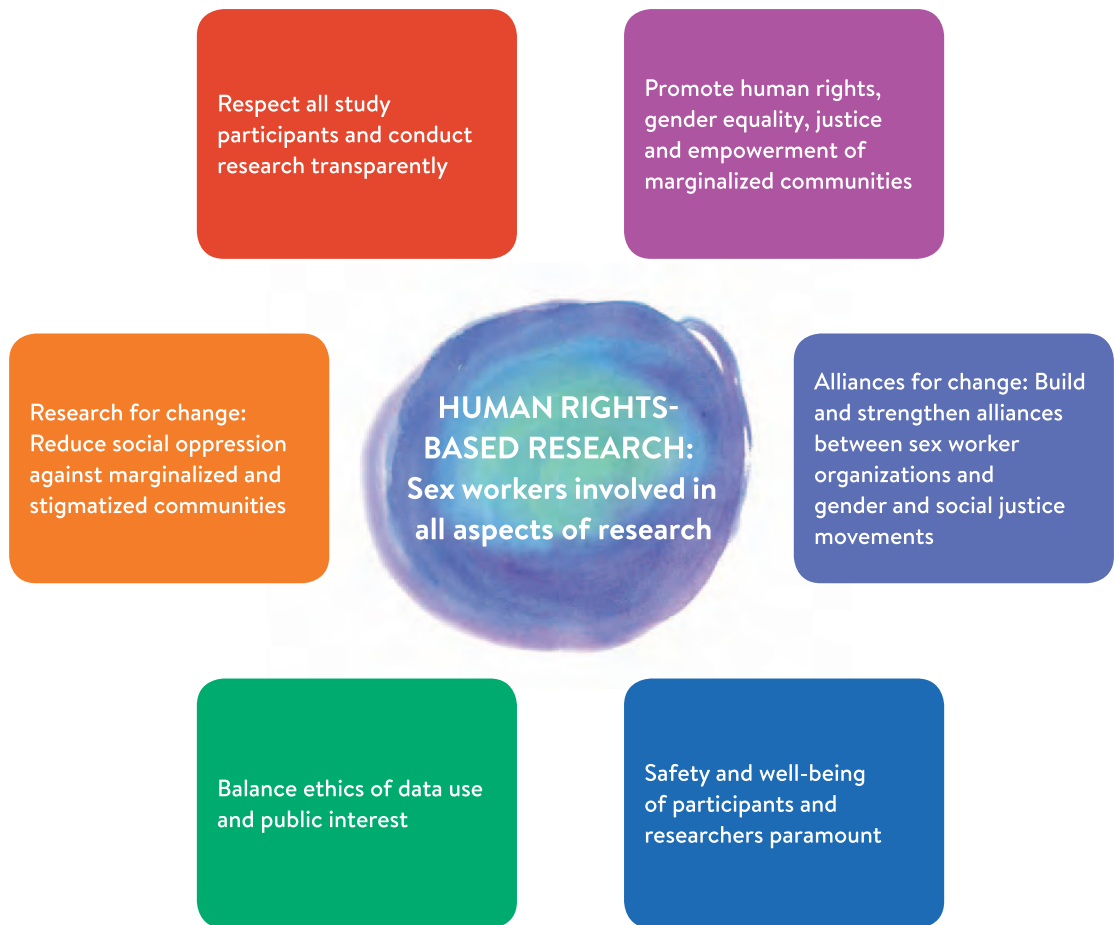 Respect all study
participants and conduct
research transparently
Promote human rights,
gender equality, justice
and empowerment of
marginalized communities
Research for change:
Reduce social oppression
against marginalized and
stigmatized communities
HUMAN RIGHTS-
BASED RESEARCH:
Sex workers involved in
all aspects of research
Alliances for change: Build
and strengthen alliances
between sex worker
organizations and
gender and social justice
movements
Balance ethics of data use
and public interest
Safety and well-being
of participants and
researchers paramount